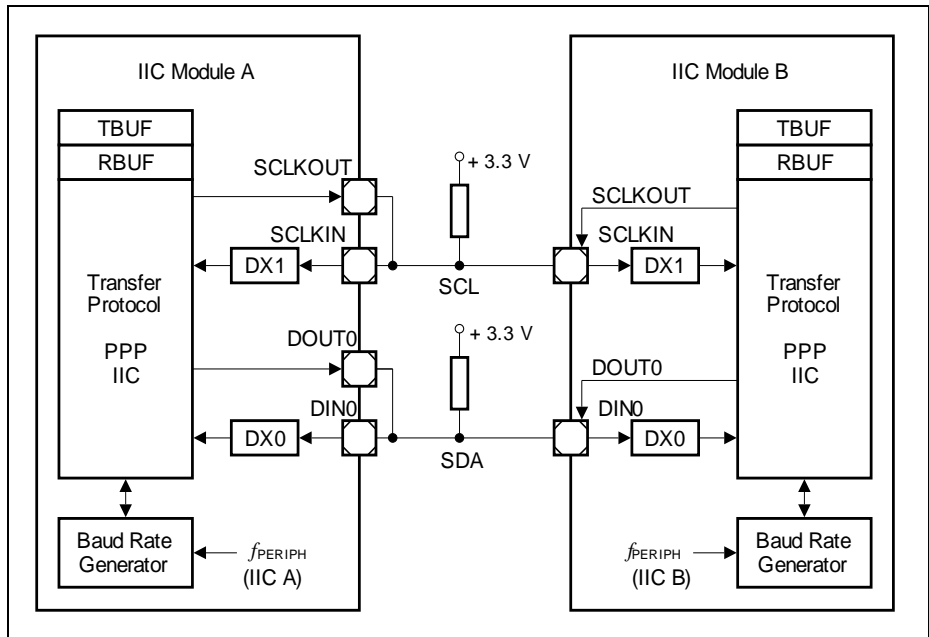 IIC Module A
TBUF
RBUF
Transfer
Protocol
PPP
IIC
SCLKOUT
SCLKIN
DX1
DOUT0
DIN0
DX0
Baud Rate
Generator
fPERIPH
(IIC A)
+ 3.3 V
SCL
+ 3.3 V
SDA
IIC Module B
TBUF
RBUF
SCLKOUT
SCLKIN
DX1
Transfer
Protocol
PPP
IIC
DOUT0
DIN0
DX0
fPERIPH
(IIC B)
Baud Rate
Generator